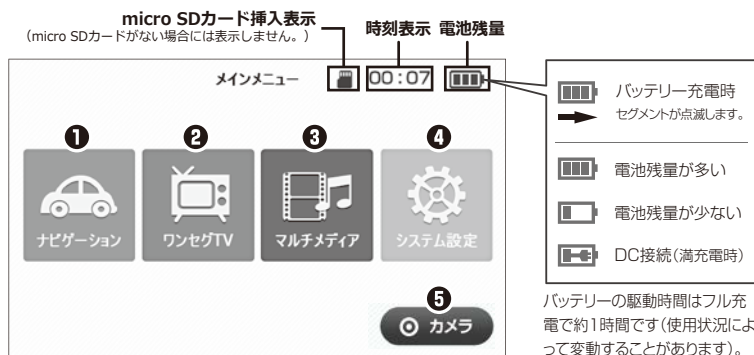 micro SDカード挿入表示
（micro SDカードがない場合には表示しません。）
時刻表示 電池残量
メインメニュー 00：07
❶ ❷ ❸ ❹
ナビゲーション ワンセグTV マルチメディア システム設定
❺
カメラ
バッテリー充電時
セグメントが点滅します。
電池残量が多い
電池残量が少ない
DC接続（満充電時）
バッテリーの駆動時間はフル充
電で約1時間です（使用状況によ
って変動することがあります）。